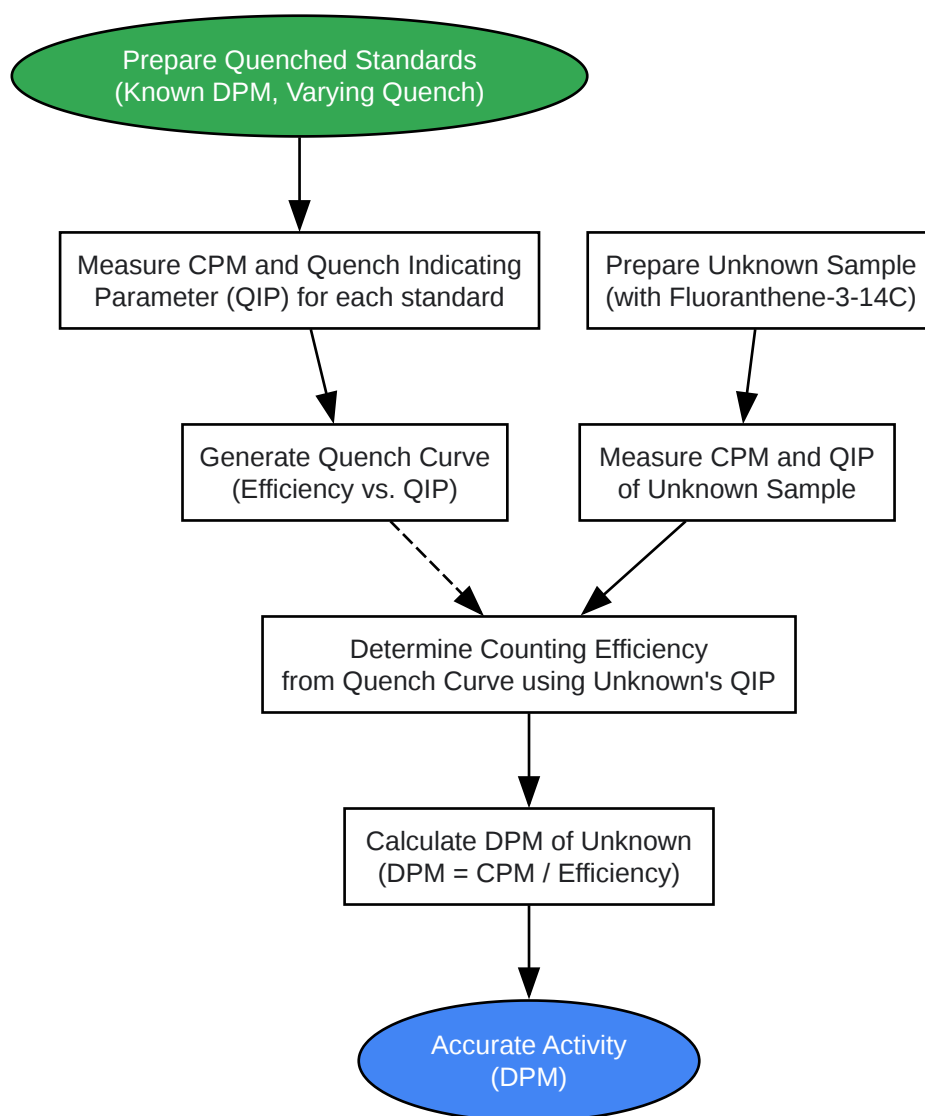 Prepare Quenched Standards
(Known DPM, Varying Quench)
Measure CPM and Quench Indicating
Parameter (QIP) for each standard
Prepare Unknown Sample
(with Fluoranthene-3-14C)
Generate Quench Curve
(Efficiency vs. QIP)
Measure CPM and QIP
of Unknown Sample
Determine Counting Efficiency
from Quench Curve using Unknown's QIP
Calculate DPM of Unknown
(DPM = CPM / Efficiency)
Accurate Activity
(DPM)